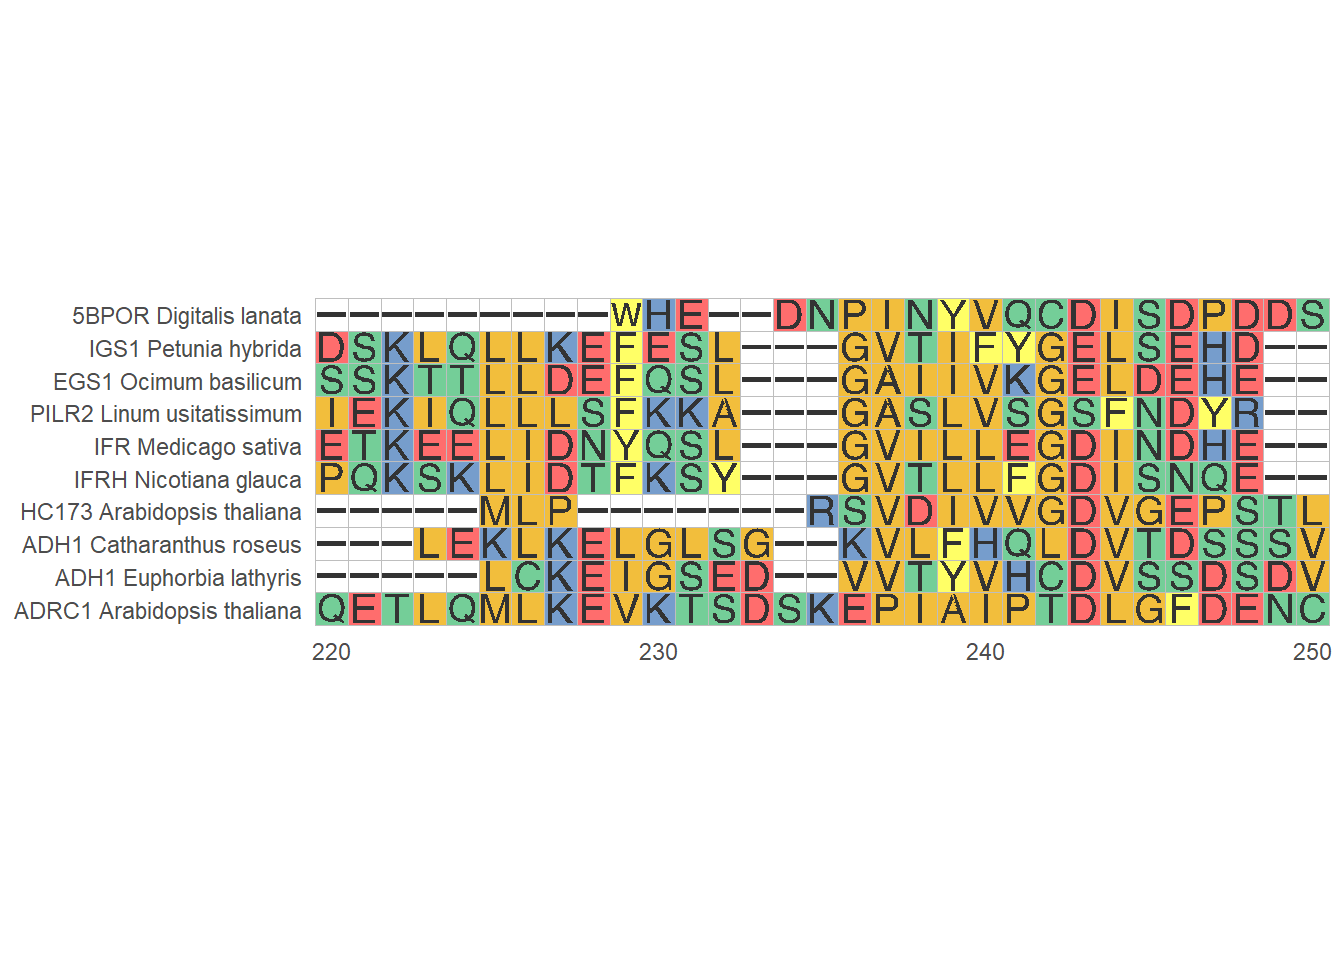 5BPOR Digitalis lanata ---------WHE--DNPINYVQCDISDPDDS
IGS1 Petunia hybrida DSKLQLLKEFESL---GVTIFYGELSEHD--
EGS1 Ocimum basilicum SSKTTLLDEFQSL---GAIIVKGELDEHE--
PILR2 Linum usitatissimum IEKIQLLLSFKKA---GASLVSGSFNDYR--
IFR Medicago sativa ETKEELIDNYQSL---GVILLEGDINDHE--
IFRH Nicotiana glauca PQKSKLIDTFKSY---GVTLLFGDISNQE--
HC173 Arabidopsis thaliana -----MLP-------RSVDIVVGDVGEPSTL
ADH1 Catharanthus roseus ---LEKLKELGLSG--KVLFHQLDVTDSSSV
ADH1 Euphorbia lathyris -----LCKEIGSED--VVTYVHCDVSSDSDV
ADRC1 Arabidopsis thaliana QETLQMLKEVKTSDSKEPIAIPTDLGFDENC
220 230 240 250